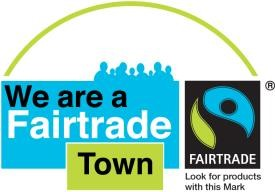 We are a
Fairtrade
Town
®
FAIRTRADE
Look for products
with this Mark